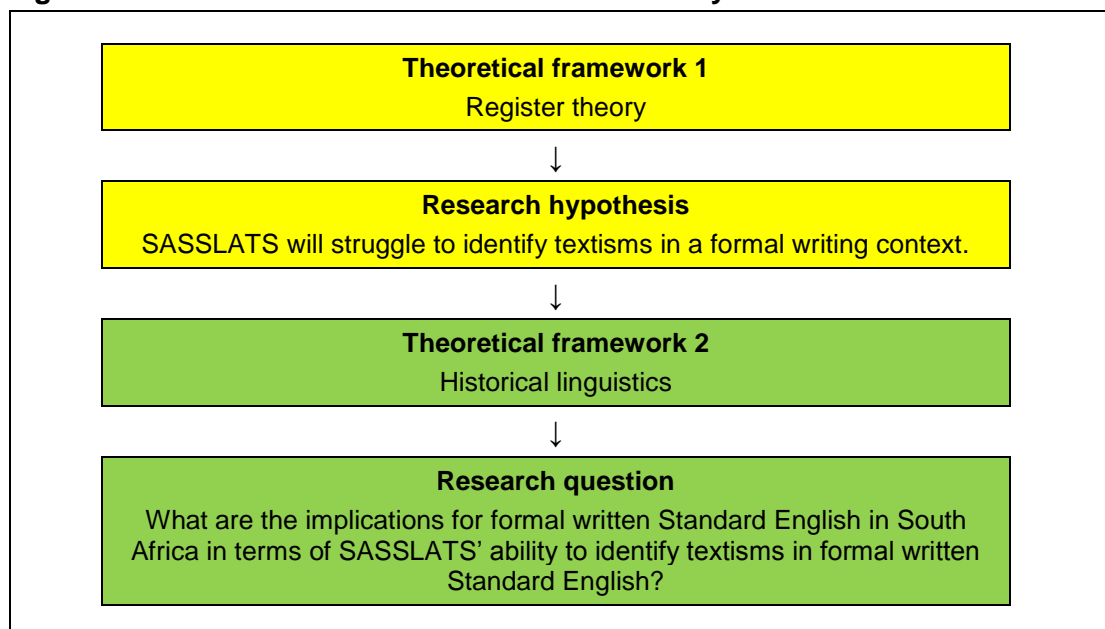 Theoretical framework 1
Register theory
↓
Research hypothesis
SASSLATS will struggle to identify textisms in a formal writing context.
↓
Theoretical framework 2
Historical linguistics
↓
Research question
What are the implications for formal written Standard English in South
Africa in terms of SASSLATS’ ability to identify textisms in formal written
Standard English?